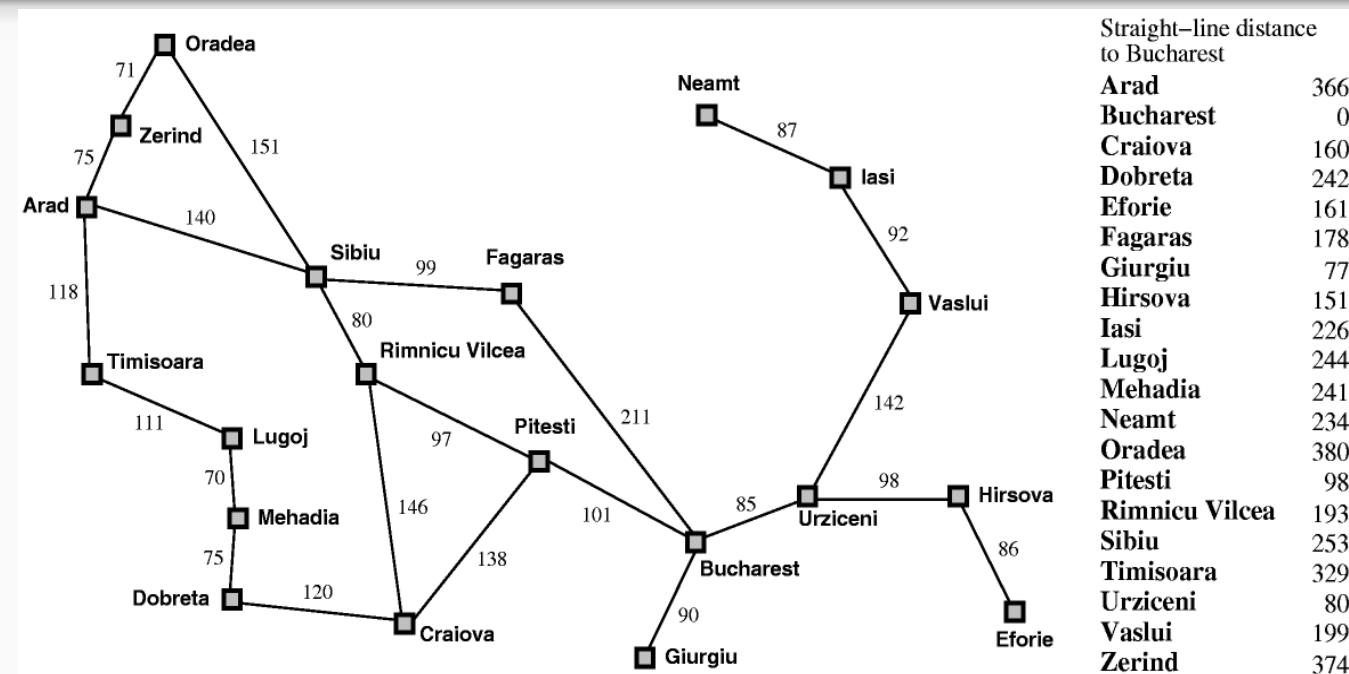 Oradea
71
Zerind
151
75
Arad
140
Sibiu
99
Fagaras
118
80
Timisoara
Rimnicu Vilcea
111
Lugoj
97
Pitesti
211
70
Mehadia
146
101
75
138
Dobreta
120
Craiova
Neamt
87
Iasi
92
Vaslui
142
85
Urziceni
98
Hirsova
86
Eforie
Bucharest
90
Giurgiu
Straight–line distance
to Bucharest
Arad 366
Bucharest 0
Craiova 160
Dobreta 242
Eforie 161
Fagaras 178
Giurgiu 77
Hirsova 151
Iasi 226
Lugoj 244
Mehadia 241
Neamt 234
Oradea 380
Pitesti 98
Rimnicu Vilcea 193
Sibiu 253
Timisoara 329
Urziceni 80
Vaslui 199
Zerind 374